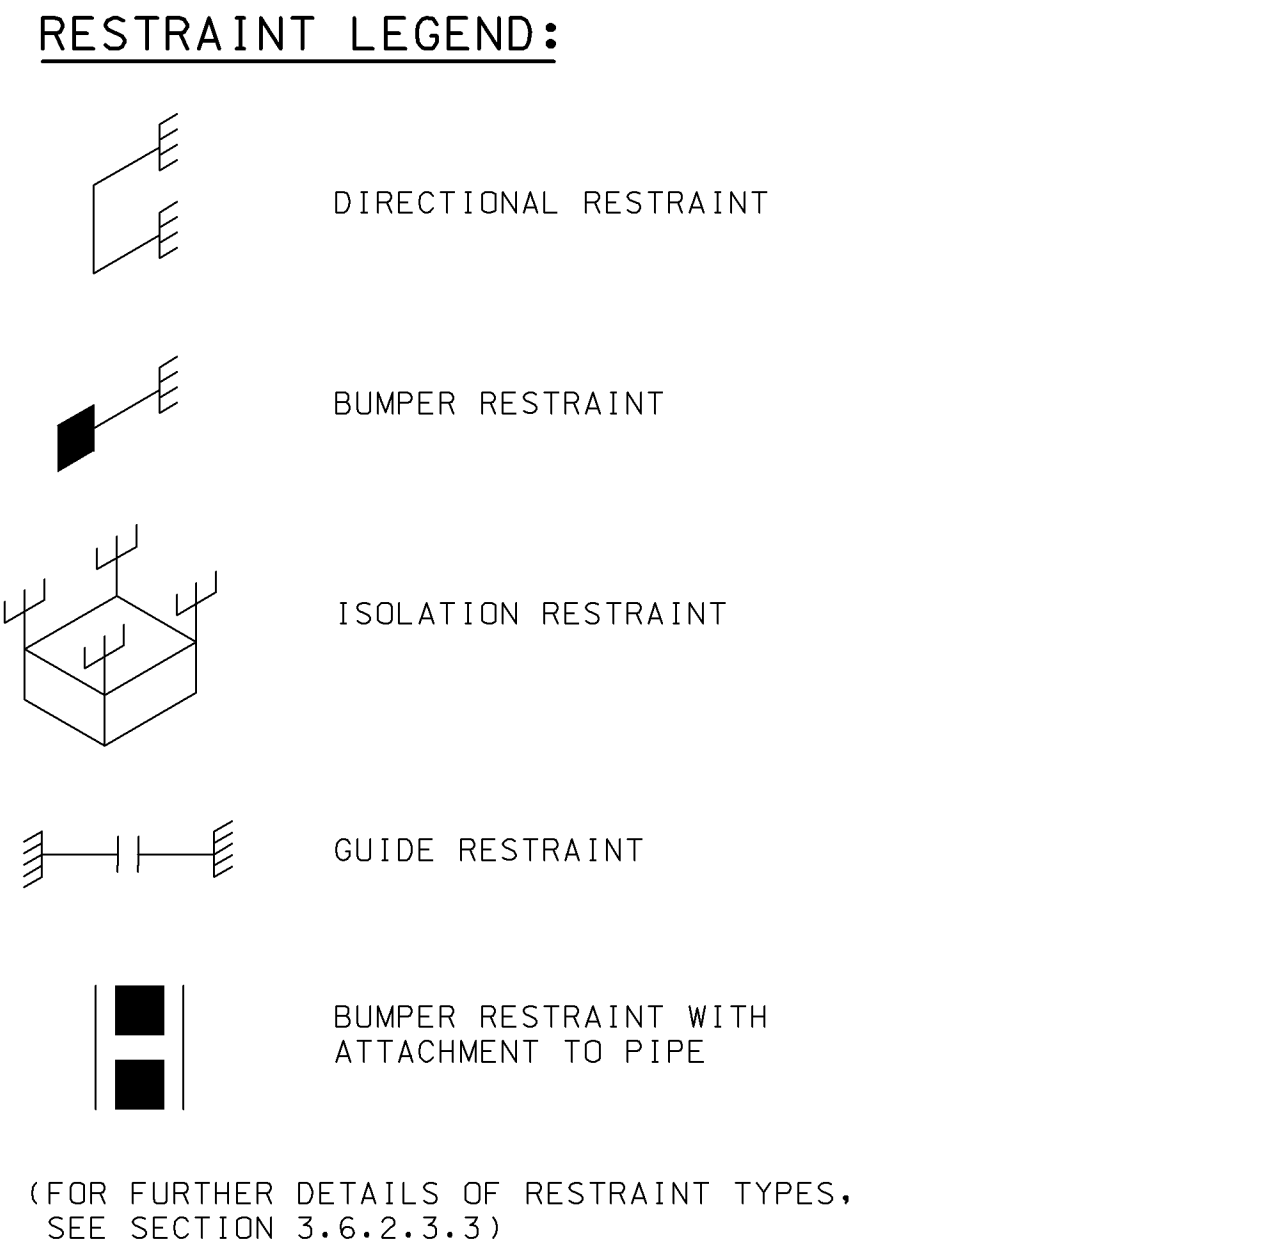 RESTRAINT LEGEND:
DIRECTIONAL RESTRAINT
BUMPER RESTRAINT
ISOLATION RESTRAINT
GUIDE RESTRAINT
BUMPER RESTRAINT WITH
ATTACHMENT TO PIPE
(FOR FURTHER DETAILS OF RESTRAINT TYPES,
SEE SECTION 3.6.2.3.3)